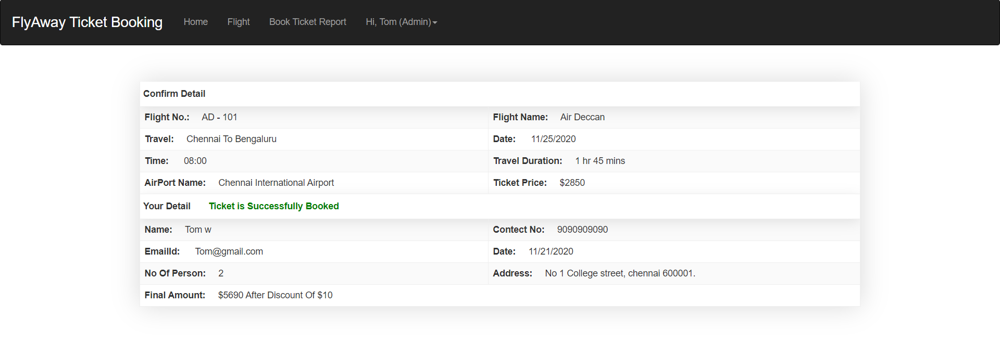 FlyAway Ticket Booking Home Flight Book Ticket Report Hi, Tom (Admin)
Confirm Detail
Flight No.: AD - 101 Flight Name: Air Deccan
Travel: Chennai To Bengaluru Date: 11/25/2020
Time: 08:00 Travel Duration: 1 hr 45 mins
AirPort Name: Chennai International Airport Ticket Price: $2850
Your Detail Ticket is Successfully Booked
Name: Tom w Contect No: 9090909090
EmailId: Tom@gmail.com Date: 11/21/2020
No Of Person: 2 Address: No 1 College street, chennai 600001.
Final Amount: $5690 After Discount Of $10